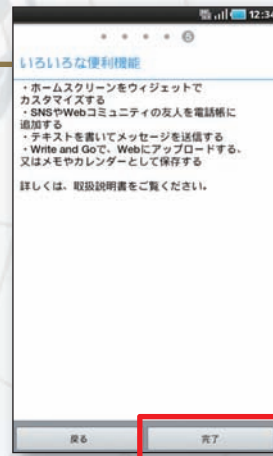 12:34
5
いろいろな便利機能
・ホームスクリーンをウィジェットで
カスタマイズする
・SNSやWebコミュニティの友人を電話帳に
追加する
・テキストを書いてメッセージを送信する
・Write and Goで、Webにアップロードする、
又はメモやカレンダーとして保存する
詳しくは、取扱説明書をご覧ください。
戻る 完了